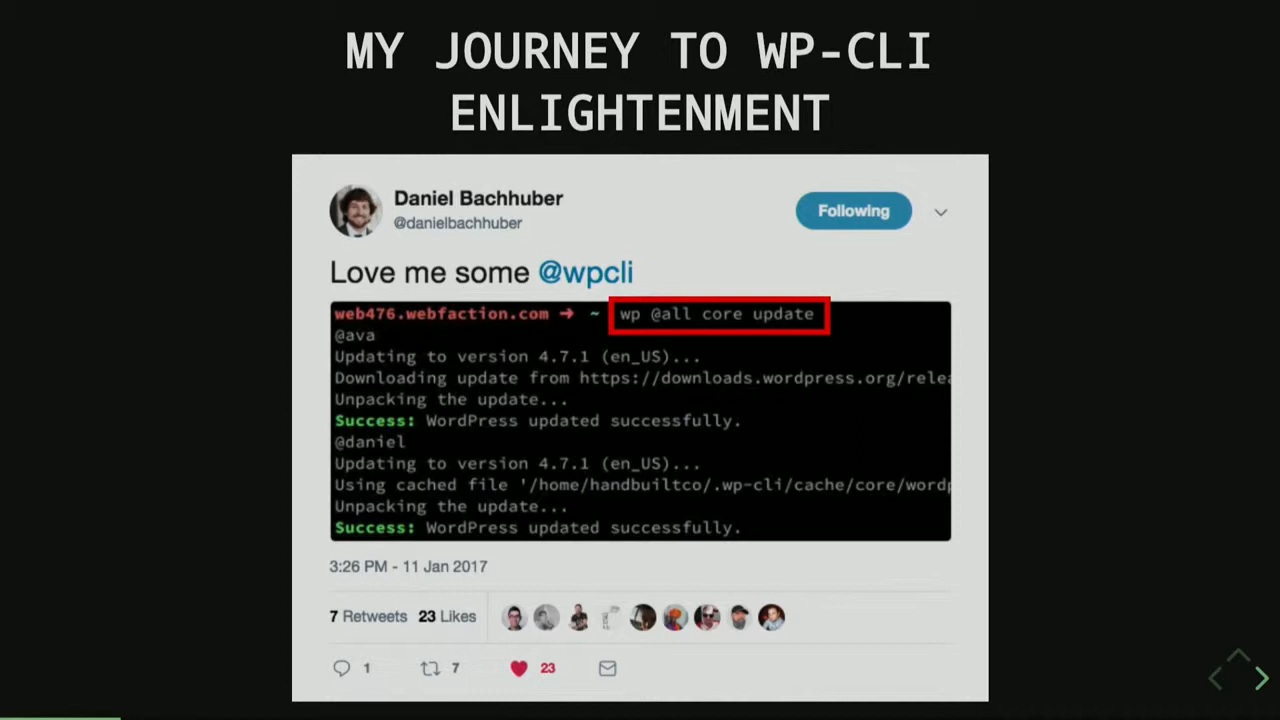 MY JOURNEY TO WP-CLI
ENLIGHTENMENT
Daniel Bachhuber
@danielbachhuber
Following
Love me some @wpcli
web476.webfaction.com → ~ wp @all core update
@ava
Updating to version 4.7.1 (en_US)...
Downloading update from https://downloads.wordpress.org/relea
Unpacking the update...
Success: WordPress updated successfully.
@daniel
Updating to version 4.7.1 (en_US)...
Using cached file '/home/handbuiltco/.wp-cli/cache/core/wordp
Unpacking the update...
Success: WordPress updated successfully.
3:26 PM - 11 Jan 2017
7 Retweets 23 Likes
1 7 23